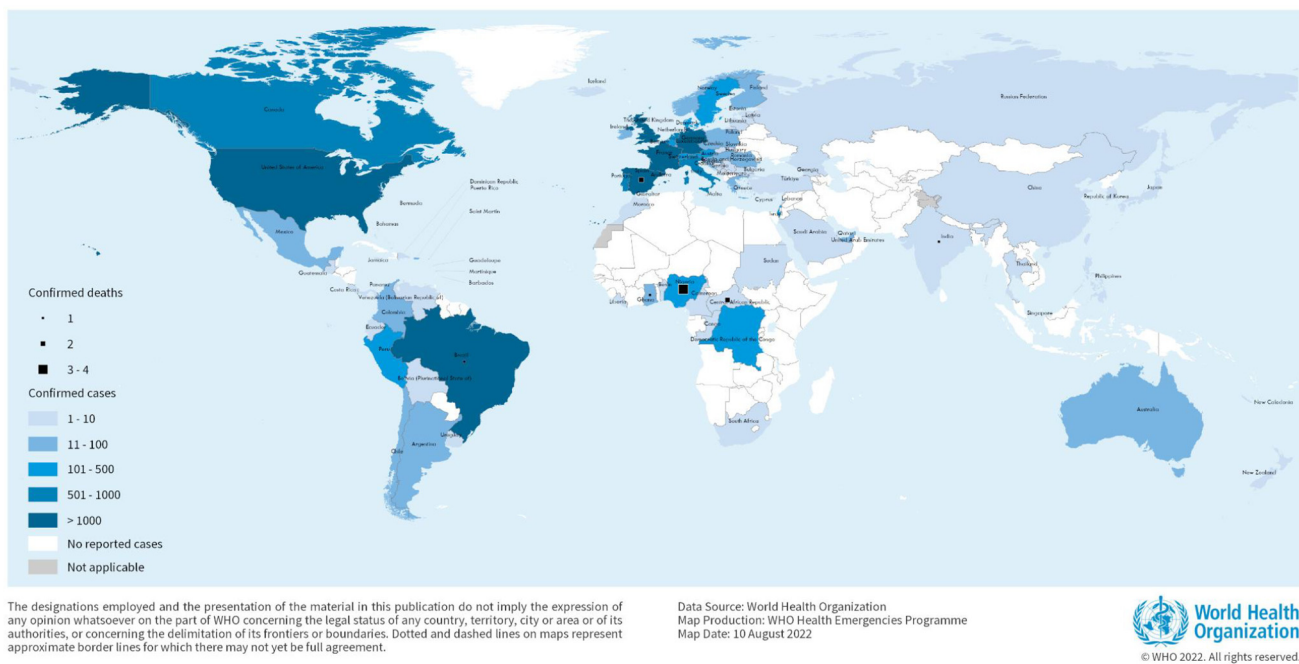 Iceland
Norway
Sweden
Finland
Russian Federation
Canada
Estonia
Latvia
Lithuania
Ireland
United States of America
Bulgaria
Georgia
Türkiye
China
Japan
Republic of Korea
Portugal
Gibraltar
Greece
Malta
Cyprus
Lebanon
Morocco
Israel
Dominican Republic
Puerto Rico
Bermuda
Saint Martin
Bahamas
Mexico
Saudi Arabia
Qatar
United Arab Emirates
India
Jamaica
Guadeloupe
Sudan
Thailand
Guatemala
Martinique
Philippines
Costa Rica
Panama
Barbados
Venezuela (Bolivarian Republic of)
Colombia
Liberia
Ghana
Benin
Nigeria
Cameroon
Central African Republic
Singapore
Ecuador
Congo
Democratic Republic of the Congo
Peru
Brazil
Bolivia (Plurinational State of)
New Caledonia
Australia
South Africa
Uruguay
Argentina
Chile
New Zealand
Confirmed deaths
1
2
3 - 4
Confirmed cases
1 - 10
11 - 100
101 - 500
501 - 1000
> 1000
No reported cases
Not applicable
The designations employed and the presentation of the material in this publication do not imply the expression of
any opinion whatsoever on the part of WHO concerning the legal status of any country, territory, city or area or of its
authorities, or concerning the delimitation of its frontiers or boundaries. Dotted and dashed lines on maps represent
approximate border lines for which there may not yet be full agreement.
Data Source: World Health Organization
Map Production: WHO Health Emergencies Programme
Map Date: 10 August 2022
World Health
Organization
© WHO 2022. All rights reserved.